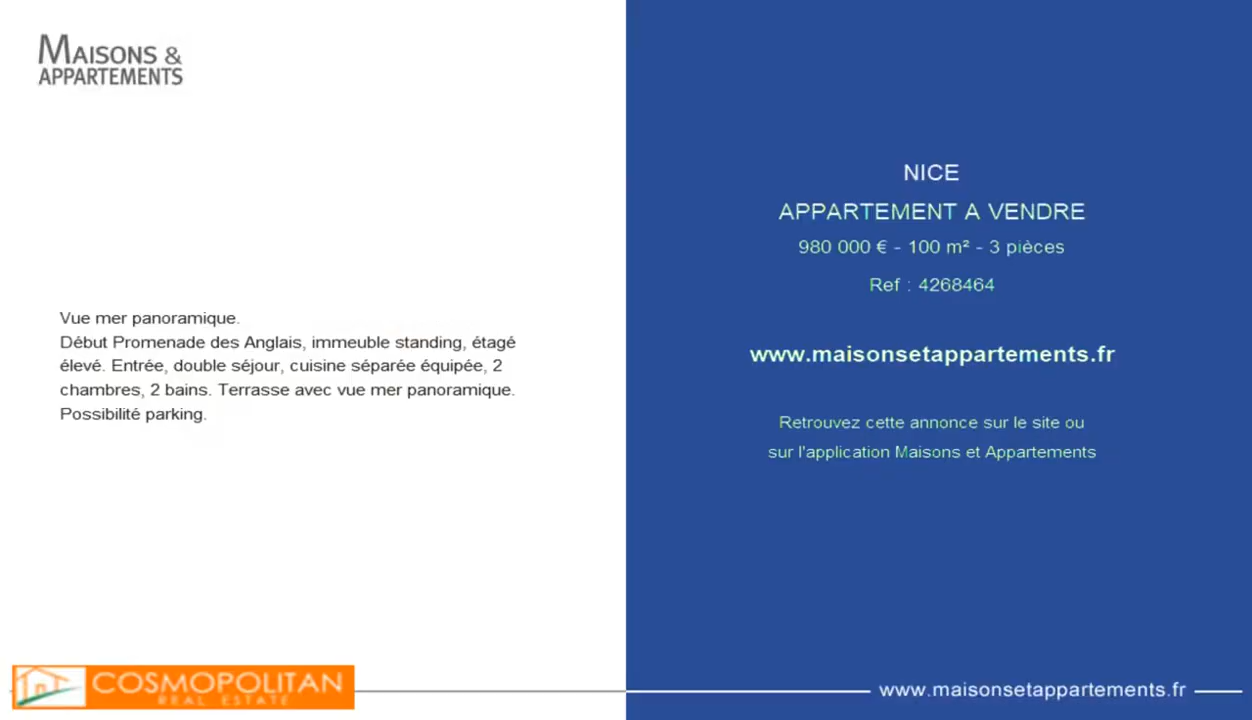 MAISONS &
APPARTEMENTS
Vue mer panoramique.
Début Promenade des Anglais, immeuble standing, étagé
élevé. Entrée, double séjour, cuisine séparée équipée, 2
chambres, 2 bains. Terrasse avec vue mer panoramique.
Possibilité parking.
COSMOPOLITAN
REAL ESTATE
NICE
APPARTEMENT A VENDRE
980 000 € - 100 m² - 3 pièces
Ref : 4268464
www.maisonsetappartements.fr
Retrouvez cette annonce sur le site ou
sur l'application Maisons et Appartements
www.maisonsetappartements.fr